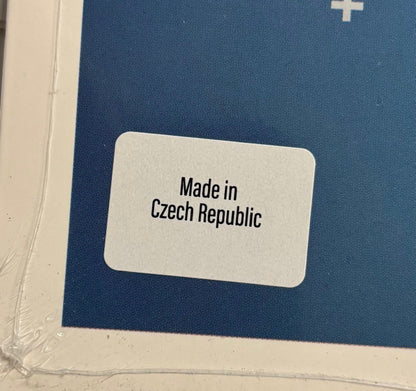 +
Made in
Czech Republic